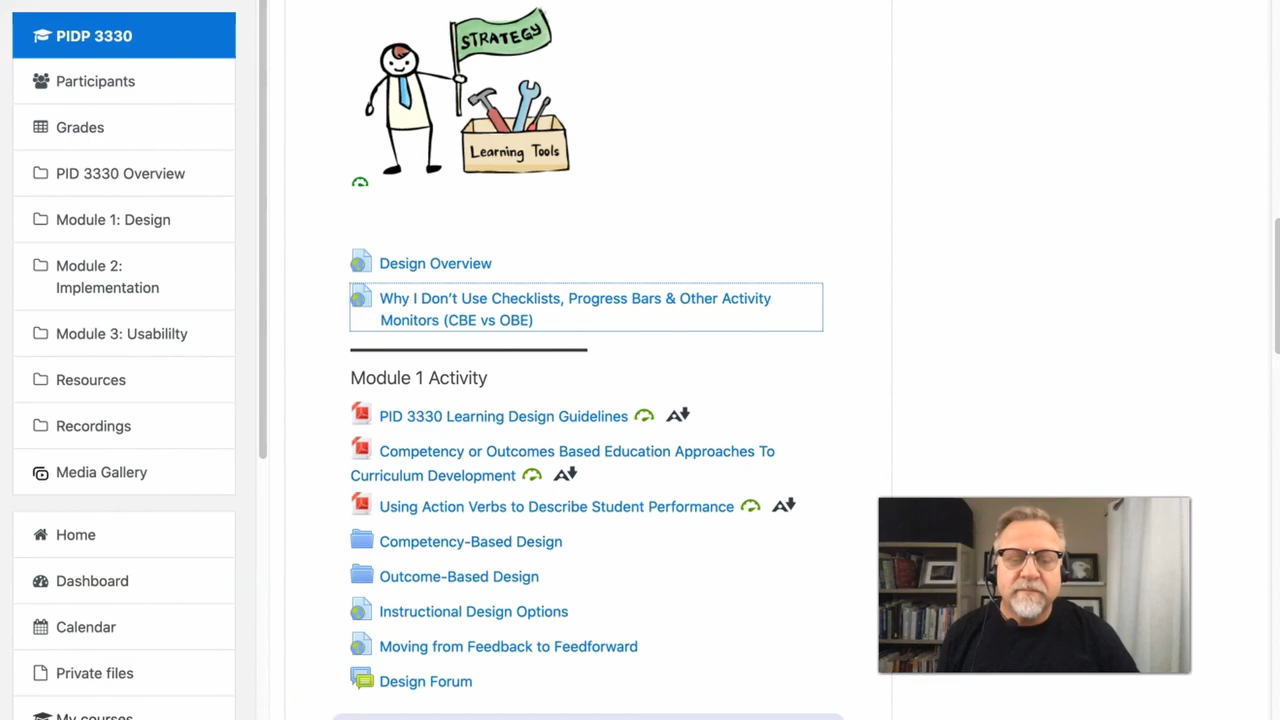 PIDP 3330
Participants
Grades
PID 3330 Overview
Module 1: Design
Module 2:
Implementation
Module 3: Usabililty
Resources
Recordings
Media Gallery
Home
Dashboard
Calendar
Private files
My courses
STRATEGY
Learning Tools
Design Overview
Why I Don’t Use Checklists, Progress Bars & Other Activity
Monitors (CBE vs OBE)
Module 1 Activity
PID 3330 Learning Design Guidelines
Competency or Outcomes Based Education Approaches To
Curriculum Development
Using Action Verbs to Describe Student Performance
Competency-Based Design
Outcome-Based Design
Instructional Design Options
Moving from Feedback to Feedforward
Design Forum